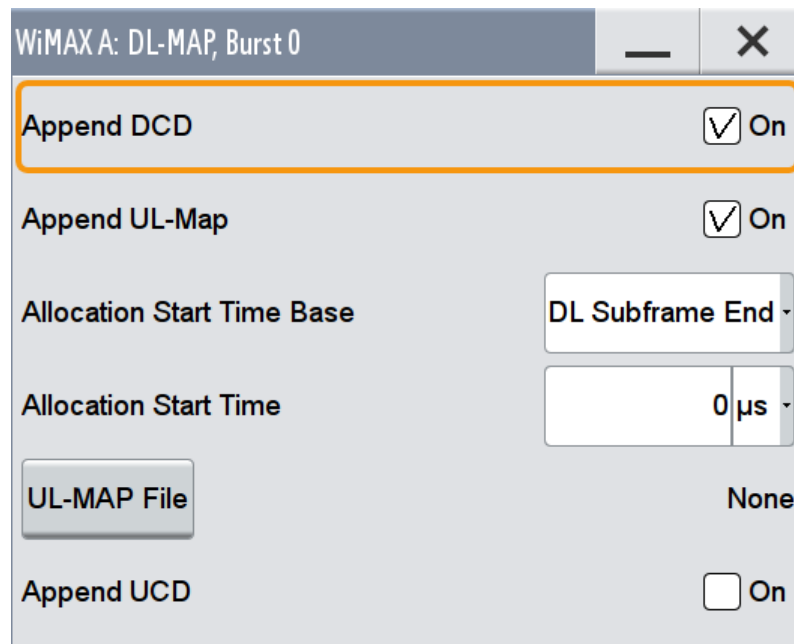 WiMAX A: DL-MAP, Burst 0
Append DCD On
Append UL-Map On
Allocation Start Time Base DL Subframe End
Allocation Start Time 0 µs
UL-MAP File None
Append UCD On